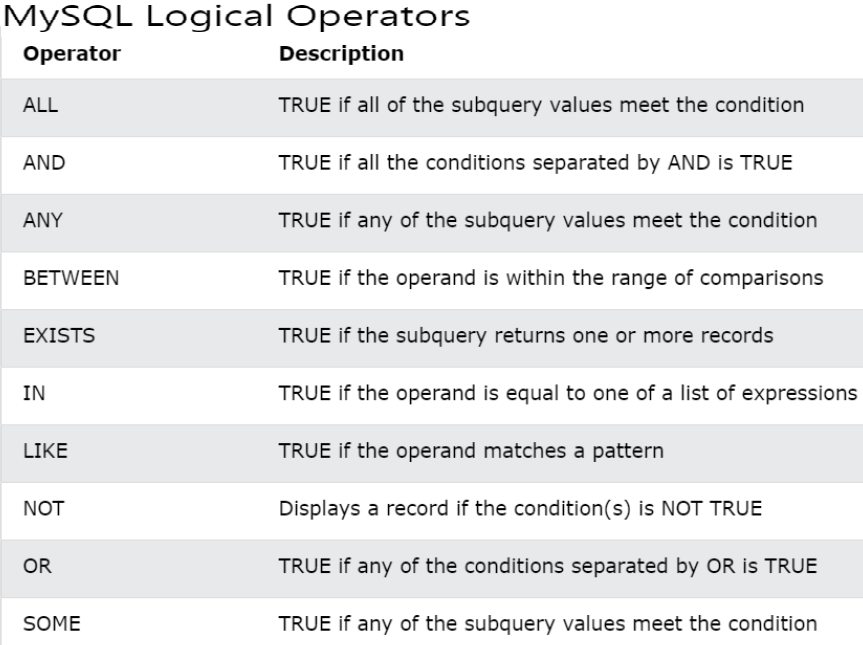 MySQL Logical Operators
Operator Description
ALL TRUE if all of the subquery values meet the condition
AND TRUE if all the conditions separated by AND is TRUE
ANY TRUE if any of the subquery values meet the condition
BETWEEN TRUE if the operand is within the range of comparisons
EXISTS TRUE if the subquery returns one or more records
IN TRUE if the operand is equal to one of a list of expressions
LIKE TRUE if the operand matches a pattern
NOT Displays a record if the condition(s) is NOT TRUE
OR TRUE if any of the conditions separated by OR is TRUE
SOME TRUE if any of the subquery values meet the condition